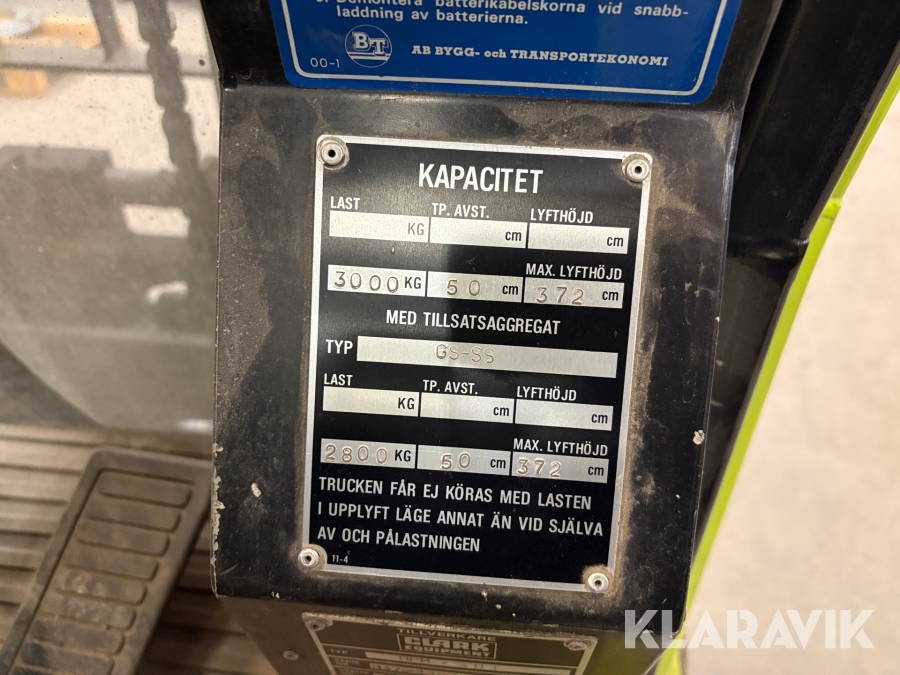 Demontera batterikabelskorna vid snabb-
laddning av batterierna.
BT
AB BYGG- och TRANSPORTEKONOMI
00-1
KAPACITET
LAST TP. AVST. LYFTHÖJD
KG cm cm
MAX. LYFTHÖJD
3000 KG 50 cm 372 cm
MED TILLSATSAGGREGAT
TYP GS-SS
LAST TP. AVST. LYFTHÖJD
KG cm cm
MAX. LYFTHÖJD
2800 KG 60 cm 372 cm
TRUCKEN FÅR EJ KÖRAS MED LASTEN
I UPPLYFT LÄGE ANNAT ÄN VID SJÄLVA
AV OCH PÅLASTNINGEN
11-4
TILLVERKARE
CLARK
EQUIPMENT
TYP
KLARAVIK